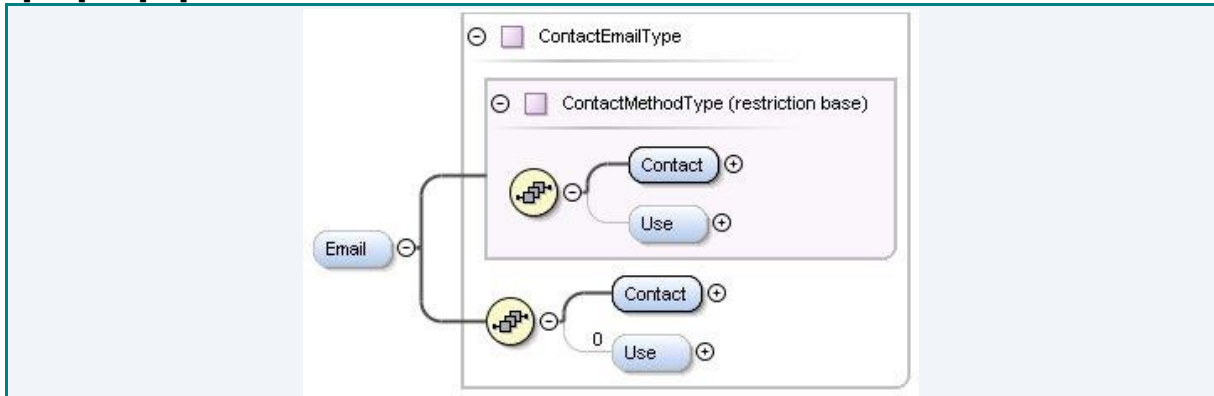 ContactEmailType
ContactMethodType (restriction base)
Contact
Use
Email
Contact
0
Use